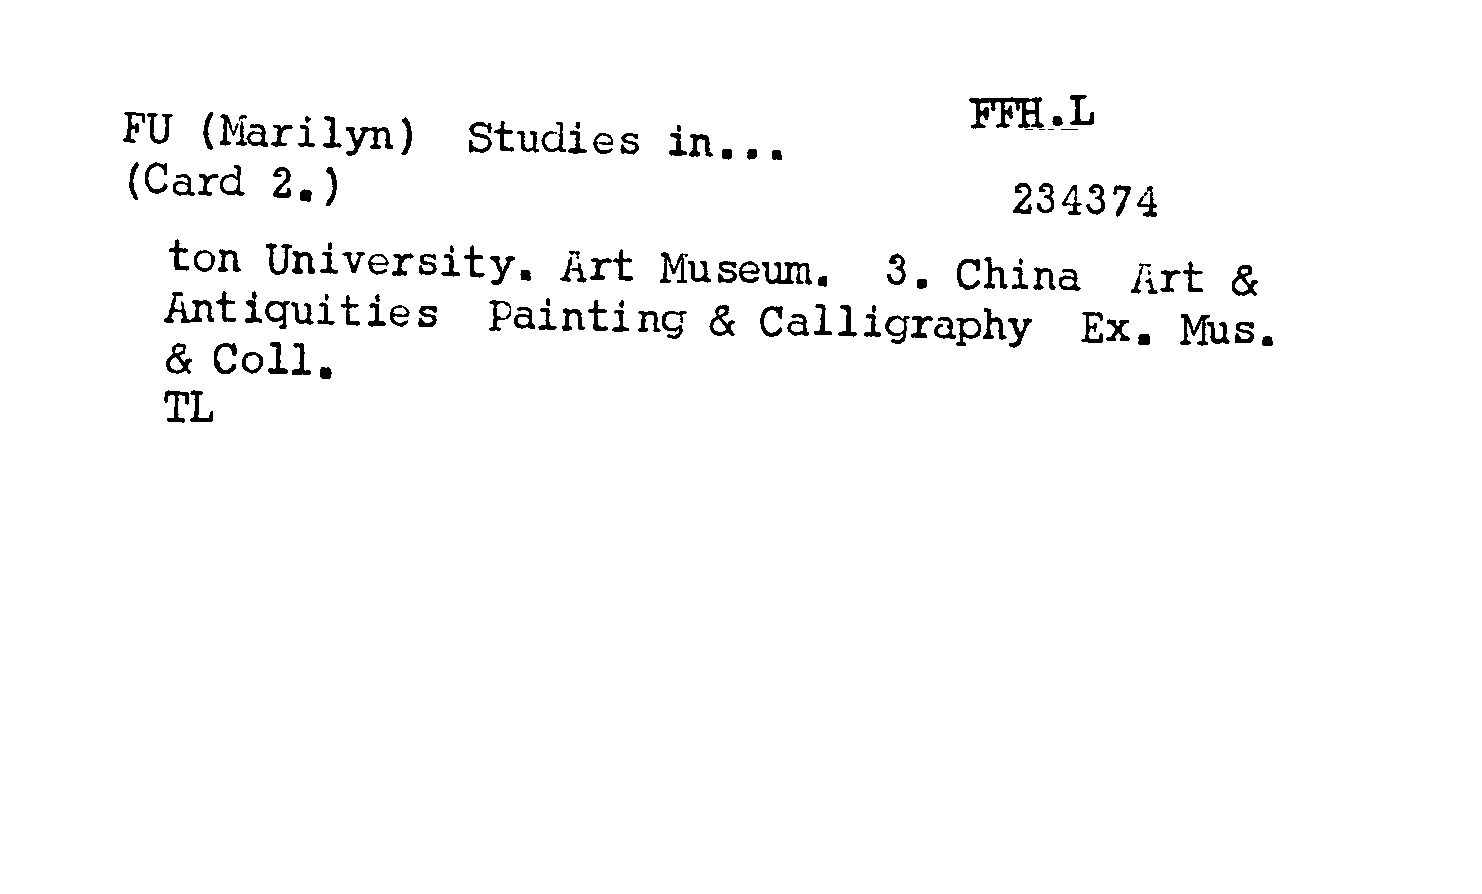 FU (Marilyn)  Studies in...
FFH.L
(Card 2.)
234374
ton University. Art Museum.  3. China  Art &
Antiquities  Painting & Calligraphy  Ex. Mus.
& Coll.
TL